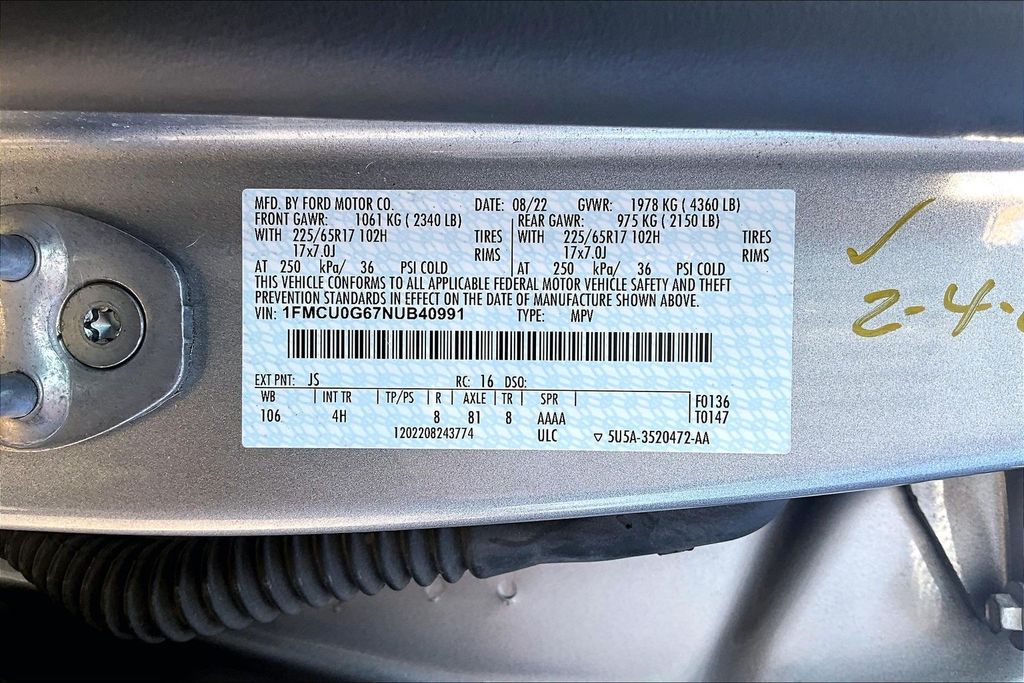 MFD. BY FORD MOTOR CO. DATE: 08/22 GVWR: 1978 KG ( 4360 LB)
FRONT GAWR: 1061 KG ( 2340 LB) REAR GAWR: 975 KG ( 2150 LB)
WITH 225/65R17 102H TIRES WITH 225/65R17 102H TIRES
17x7.0J RIMS 17x7.0J RIMS
AT 250 kPa/ 36 PSI COLD AT 250 kPa/ 36 PSI COLD
THIS VEHICLE CONFORMS TO ALL APPLICABLE FEDERAL MOTOR VEHICLE SAFETY AND THEFT
PREVENTION STANDARDS IN EFFECT ON THE DATE OF MANUFACTURE SHOWN ABOVE.
VIN: 1FMCU0G67NUB40991 TYPE: MPV
EXT PNT: JS RC: 16 DSO:
WB INT TR TP/PS R AXLE TR SPR F0136
106 4H 8 81 8 AAAA T0147
1202208243774 ULC ▽ 5U5A-3520472-AA
✓
2-4-